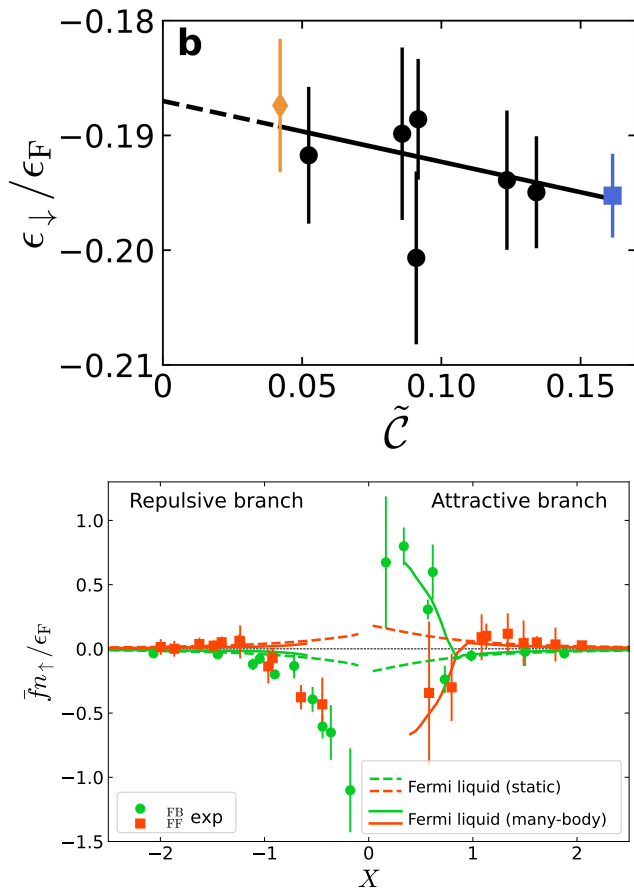 −0.18
b
−0.19
−0.20
−0.21
ϵ↓/ϵF
0 0.05 0.10 0.15
C̃
Repulsive branch Attractive branch
1.0
0.5
0.0
−0.5
−1.0
−1.5
f̄n↑/ϵF
FB
FF exp
Fermi liquid (static)
Fermi liquid (many-body)
−2 −1 0 1 2
X